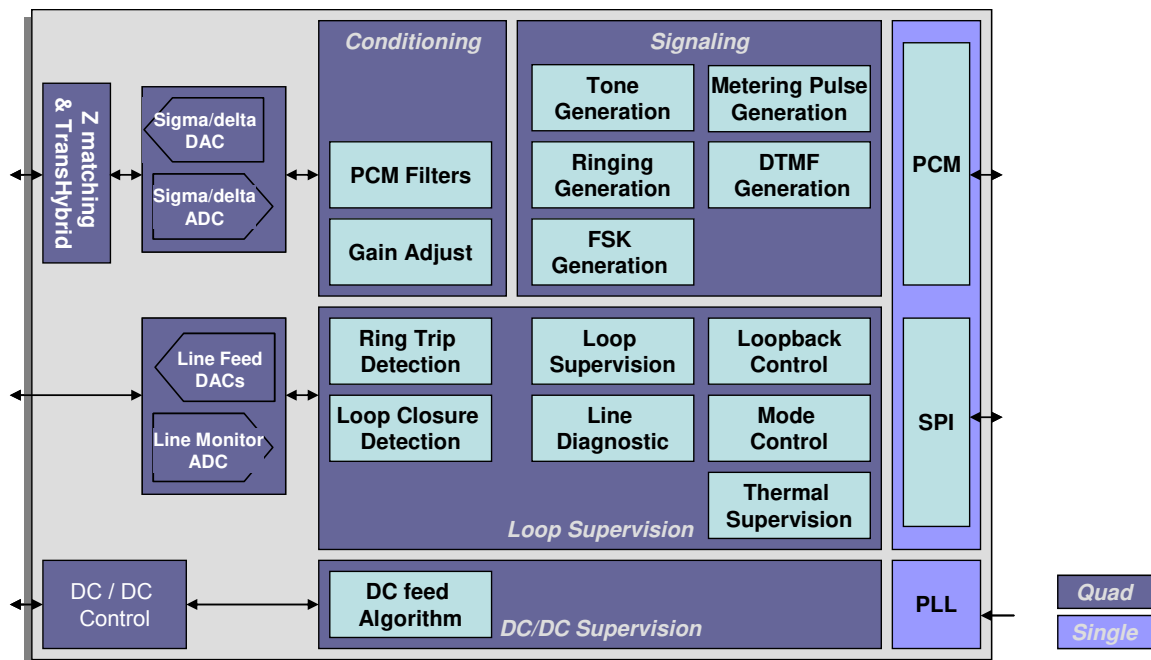 Conditioning
Signaling
Z matching
& TransHybrid
Sigma/delta
DAC
Sigma/delta
ADC
PCM Filters
Gain Adjust
Tone
Generation
Metering Pulse
Generation
Ringing
Generation
DTMF
Generation
FSK
Generation
PCM
Line Feed
DACs
Line Monitor
ADC
Ring Trip
Detection
Loop
Supervision
Loopback
Control
Loop Closure
Detection
Line
Diagnostic
Mode
Control
Thermal
Supervision
Loop Supervision
SPI
DC / DC
Control
DC feed
Algorithm
DC/DC Supervision
PLL
Quad
Single